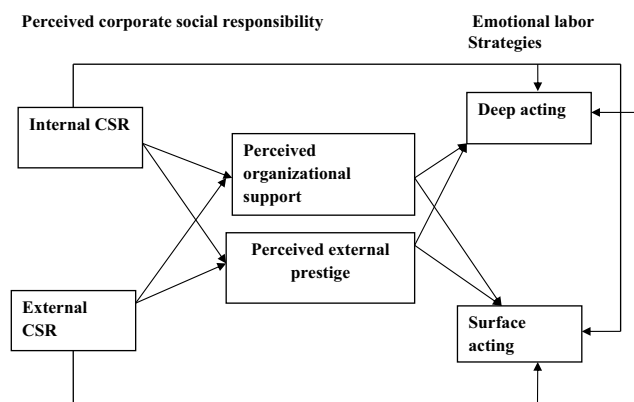 Perceived corporate social responsibility
Emotional labor
Strategies
Internal CSR
Deep acting
Perceived
organizational
support
Perceived external
prestige
External
CSR
Surface
acting